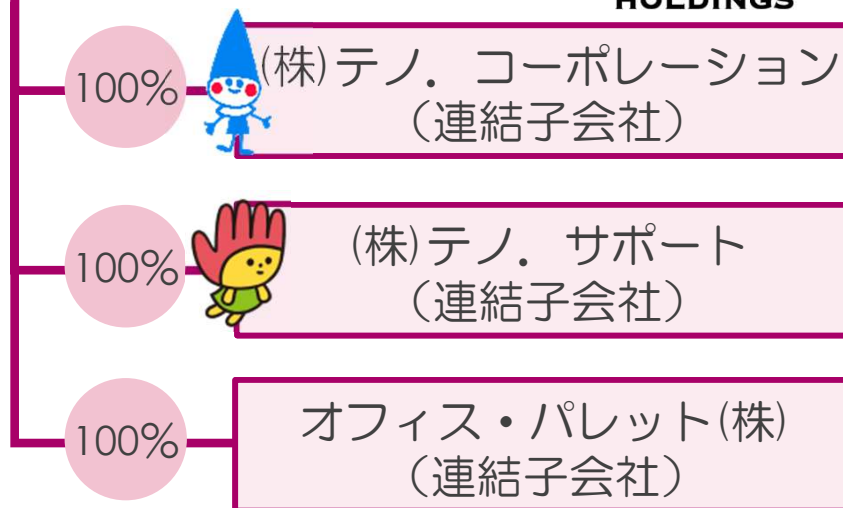 HOLDINGS
100%
(株)テノ．コーポレーション
（連結子会社）
100%
(株)テノ．サポート
（連結子会社）
100%
オフィス・パレット(株)
（連結子会社）